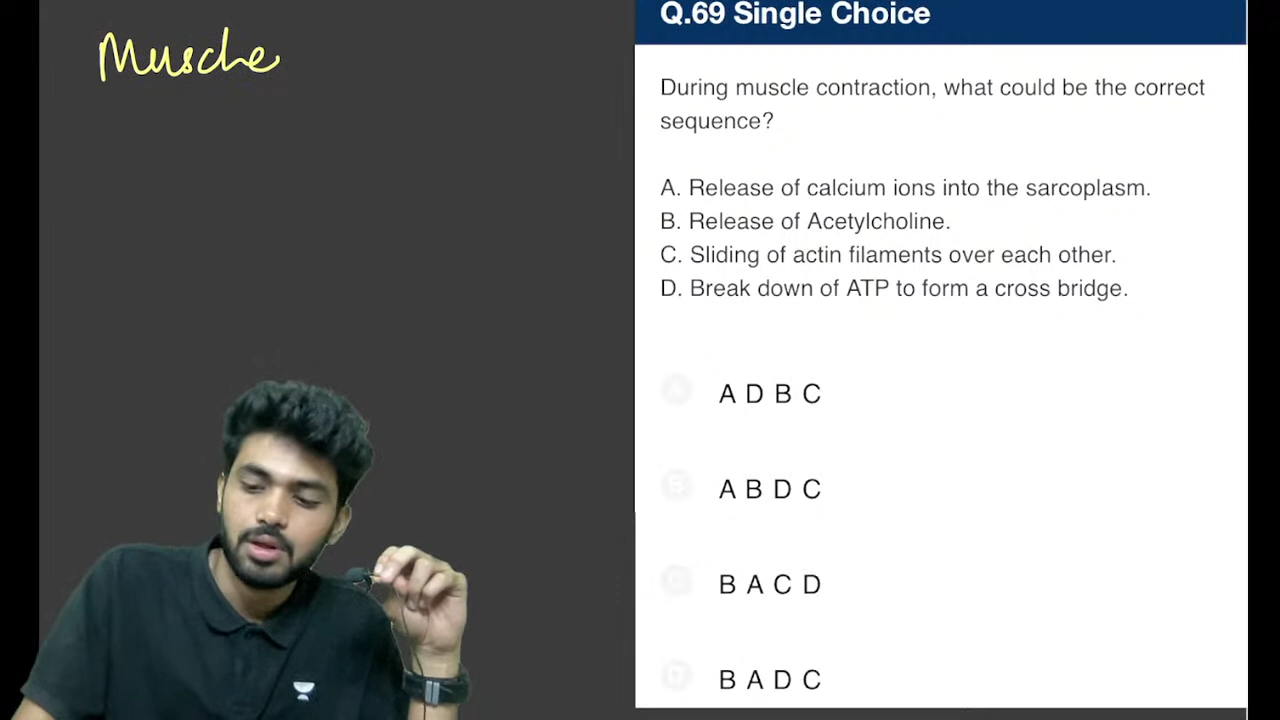 Musche
Q.69 Single Choice
During muscle contraction, what could be the correct
sequence?
A. Release of calcium ions into the sarcoplasm.
B. Release of Acetylcholine.
C. Sliding of actin filaments over each other.
D. Break down of ATP to form a cross bridge.
A A D B C
B A B D C
C B A C D
D B A D C